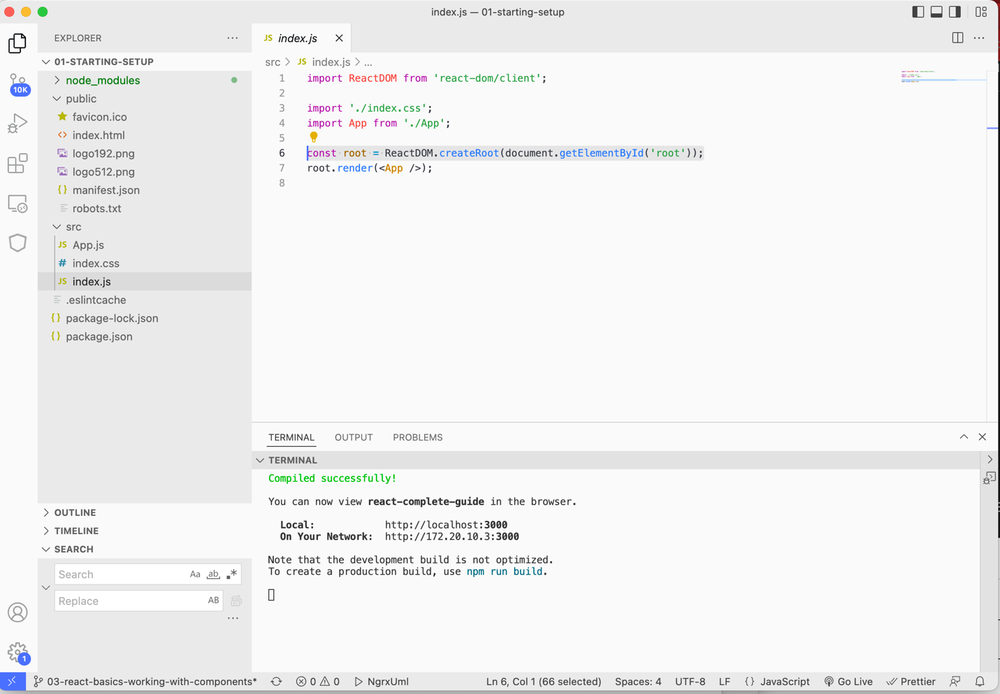 index.js — 01-starting-setup
EXPLORER
JS index.js
01-STARTING-SETUP
src > JS index.js > ...
node_modules
public
favicon.ico
<> index.html
logo192.png
logo512.png
{} manifest.json
robots.txt
src
JS App.js
# index.css
JS index.js
.eslintcache
{} package-lock.json
{} package.json
10K
1 import ReactDOM from 'react-dom/client';
2
3 import './index.css';
4 import App from './App';
5
6 const root = ReactDOM.createRoot(document.getElementById('root'));
7 root.render(<App />);
8
TERMINAL OUTPUT PROBLEMS
TERMINAL
Compiled successfully!
You can now view react-complete-guide in the browser.
Local: http://localhost:3000
On Your Network: http://172.20.10.3:3000
Note that the development build is not optimized.
To create a production build, use npm run build.
OUTLINE
TIMELINE
SEARCH
Search Aa ab .*
Replace AB
...
1
03-react-basics-working-with-components* 0 0 NgrxUml Ln 6, Col 1 (66 selected) Spaces: 4 UTF-8 LF {} JavaScript Go Live Prettier